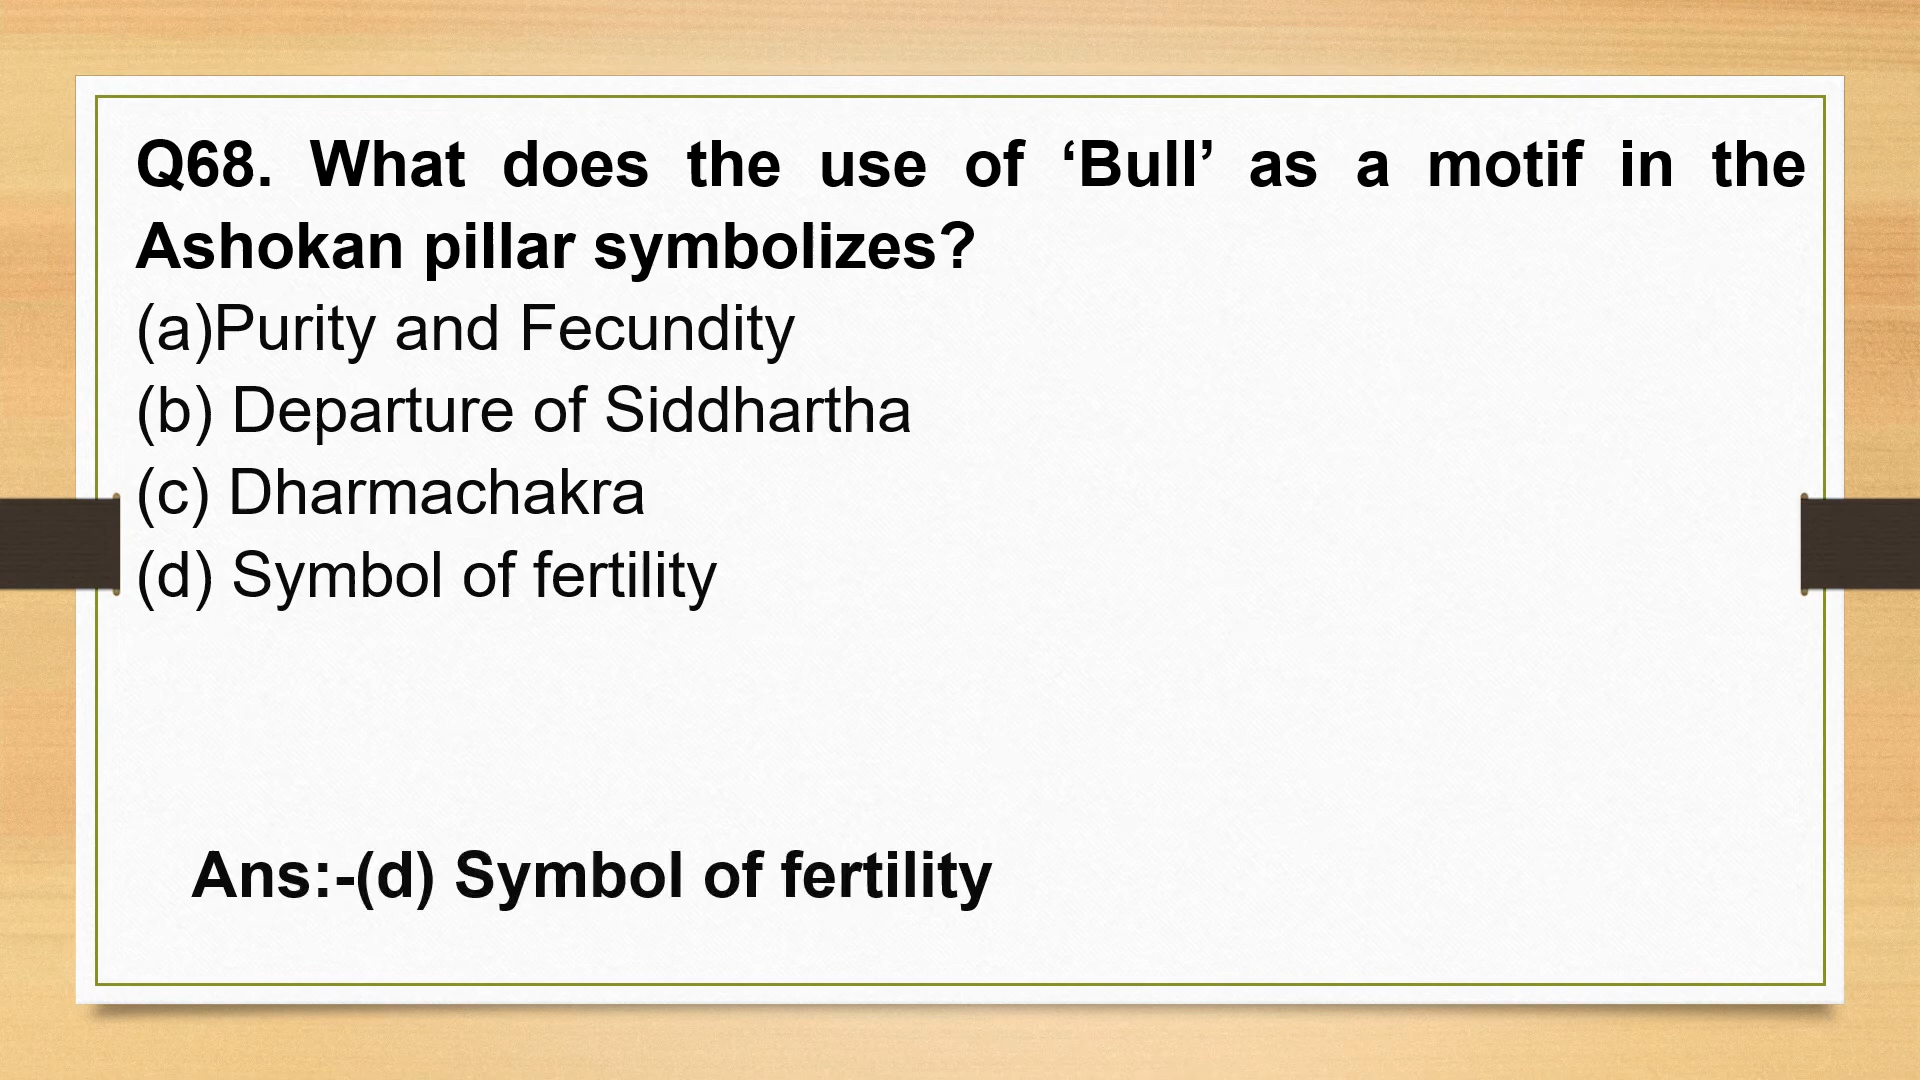 Q68. What does the use of ‘Bull’ as a motif in the
Ashokan pillar symbolizes?
(a)Purity and Fecundity
(b) Departure of Siddhartha
(c) Dharmachakra
(d) Symbol of fertility
Ans:-(d) Symbol of fertility